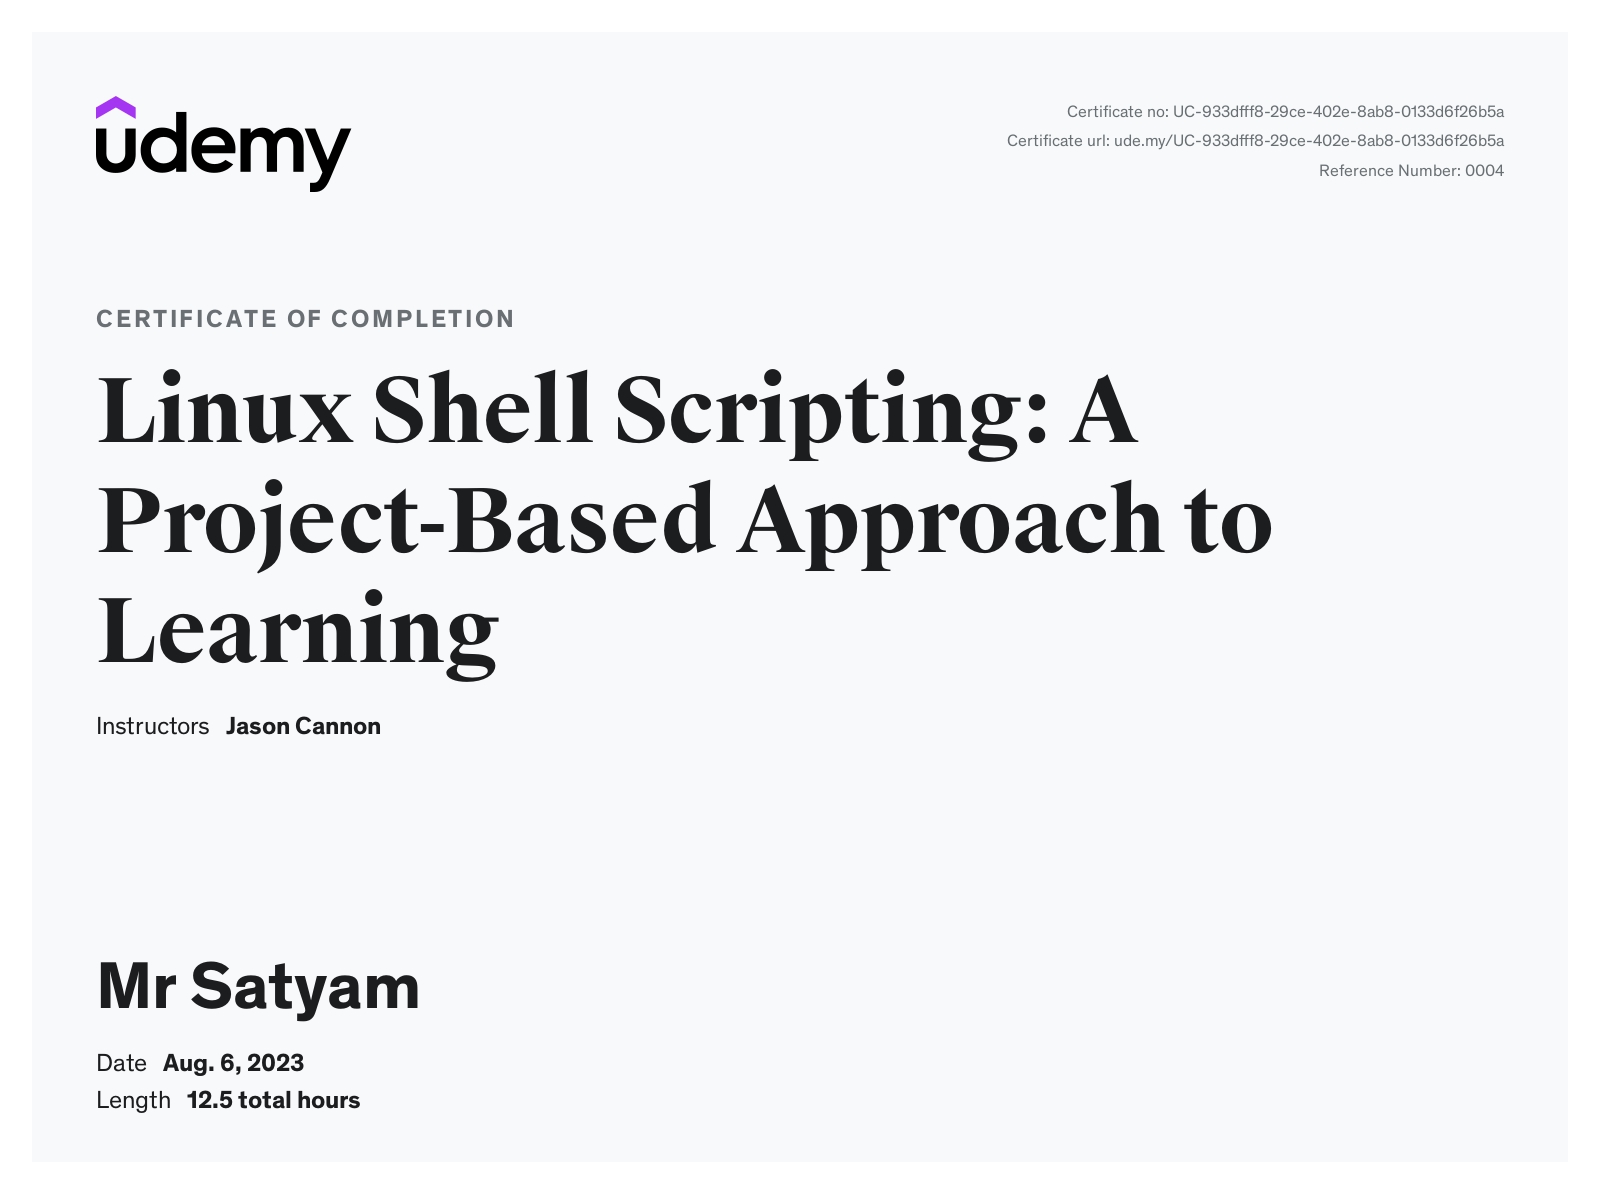 udemy
Certificate no: UC-933dfff8-29ce-402e-8ab8-0133d6f26b5a
Certificate url: ude.my/UC-933dfff8-29ce-402e-8ab8-0133d6f26b5a
Reference Number: 0004
CERTIFICATE OF COMPLETION
Linux Shell Scripting: A
Project-Based Approach to
Learning
Instructors Jason Cannon
Mr Satyam
Date Aug. 6, 2023
Length 12.5 total hours